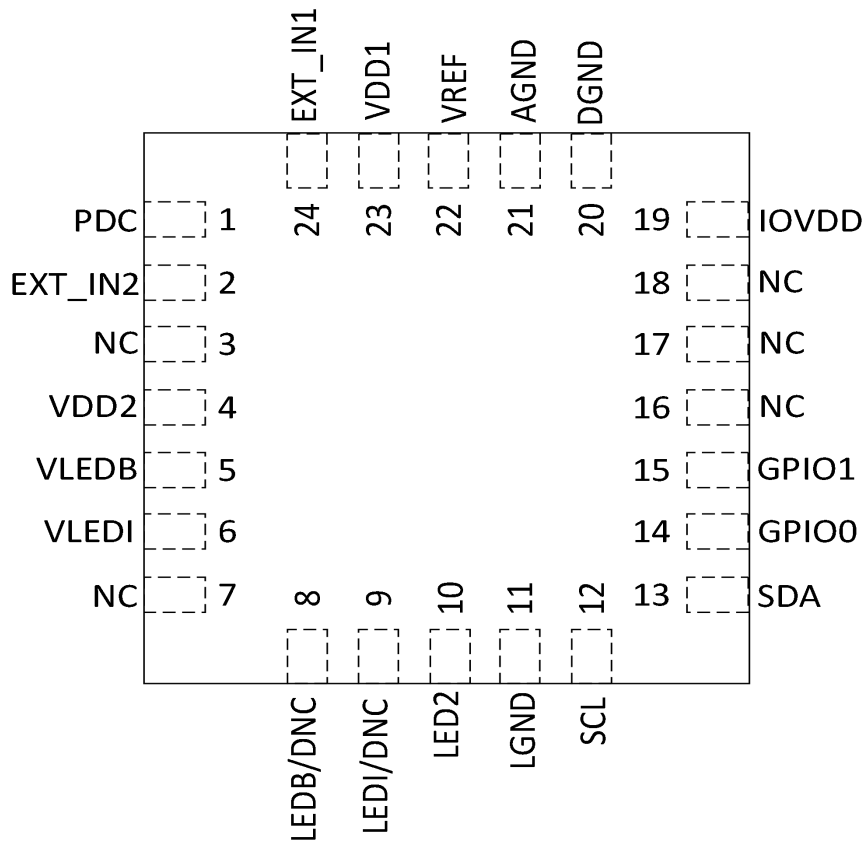 EXT_IN1 VDD1 VREF AGND DGND
24 23 22 21 20
PDC 1 19 IOVDD
EXT_IN2 2 18 NC
NC 3 17 NC
VDD2 4 16 NC
VLEDB 5 15 GPIO1
VLEDI 6 14 GPIO0
NC 7 13 SDA
8 9 10 11 12
LEDB/DNC LEDI/DNC LED2 LGND SCL